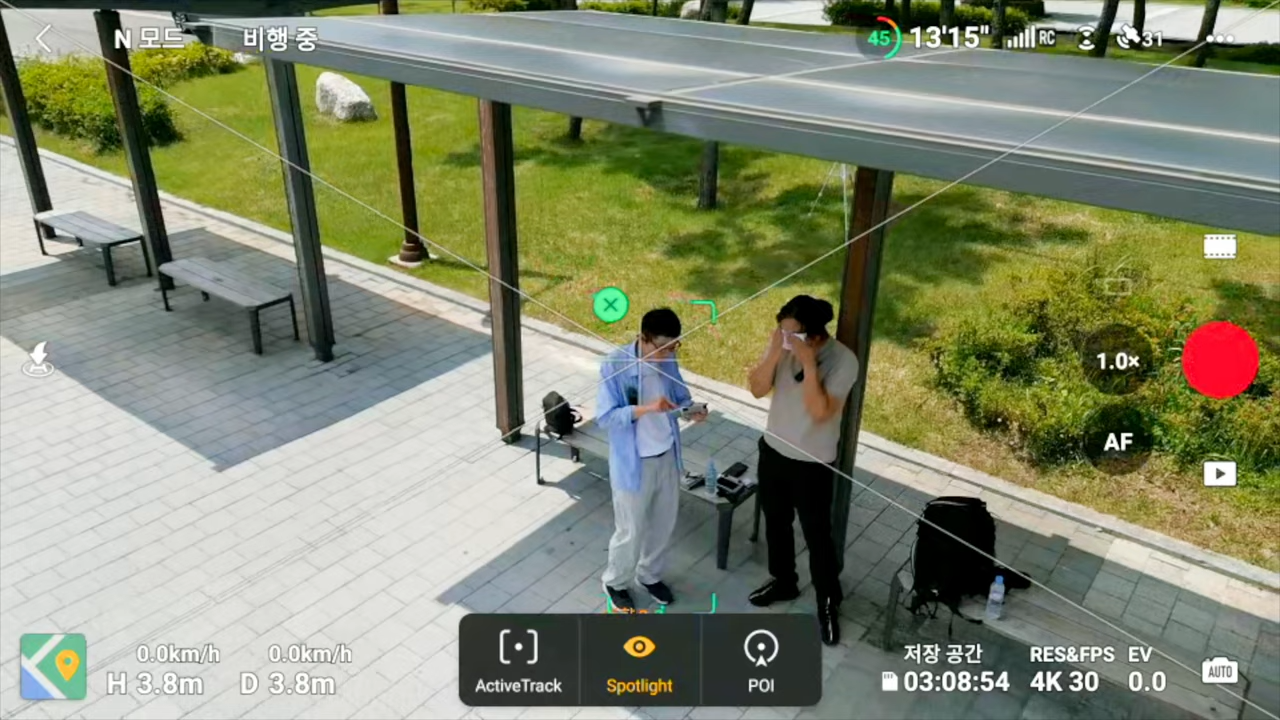 N 모드
비행 중
45
13'15"
RC
31
1.0×
AF
0.0km/h
0.0km/h
H 3.8m
D 3.8m
ActiveTrack
Spotlight
POI
저장 공간
03:08:54
RES&FPS
4K 30
EV
0.0
AUTO